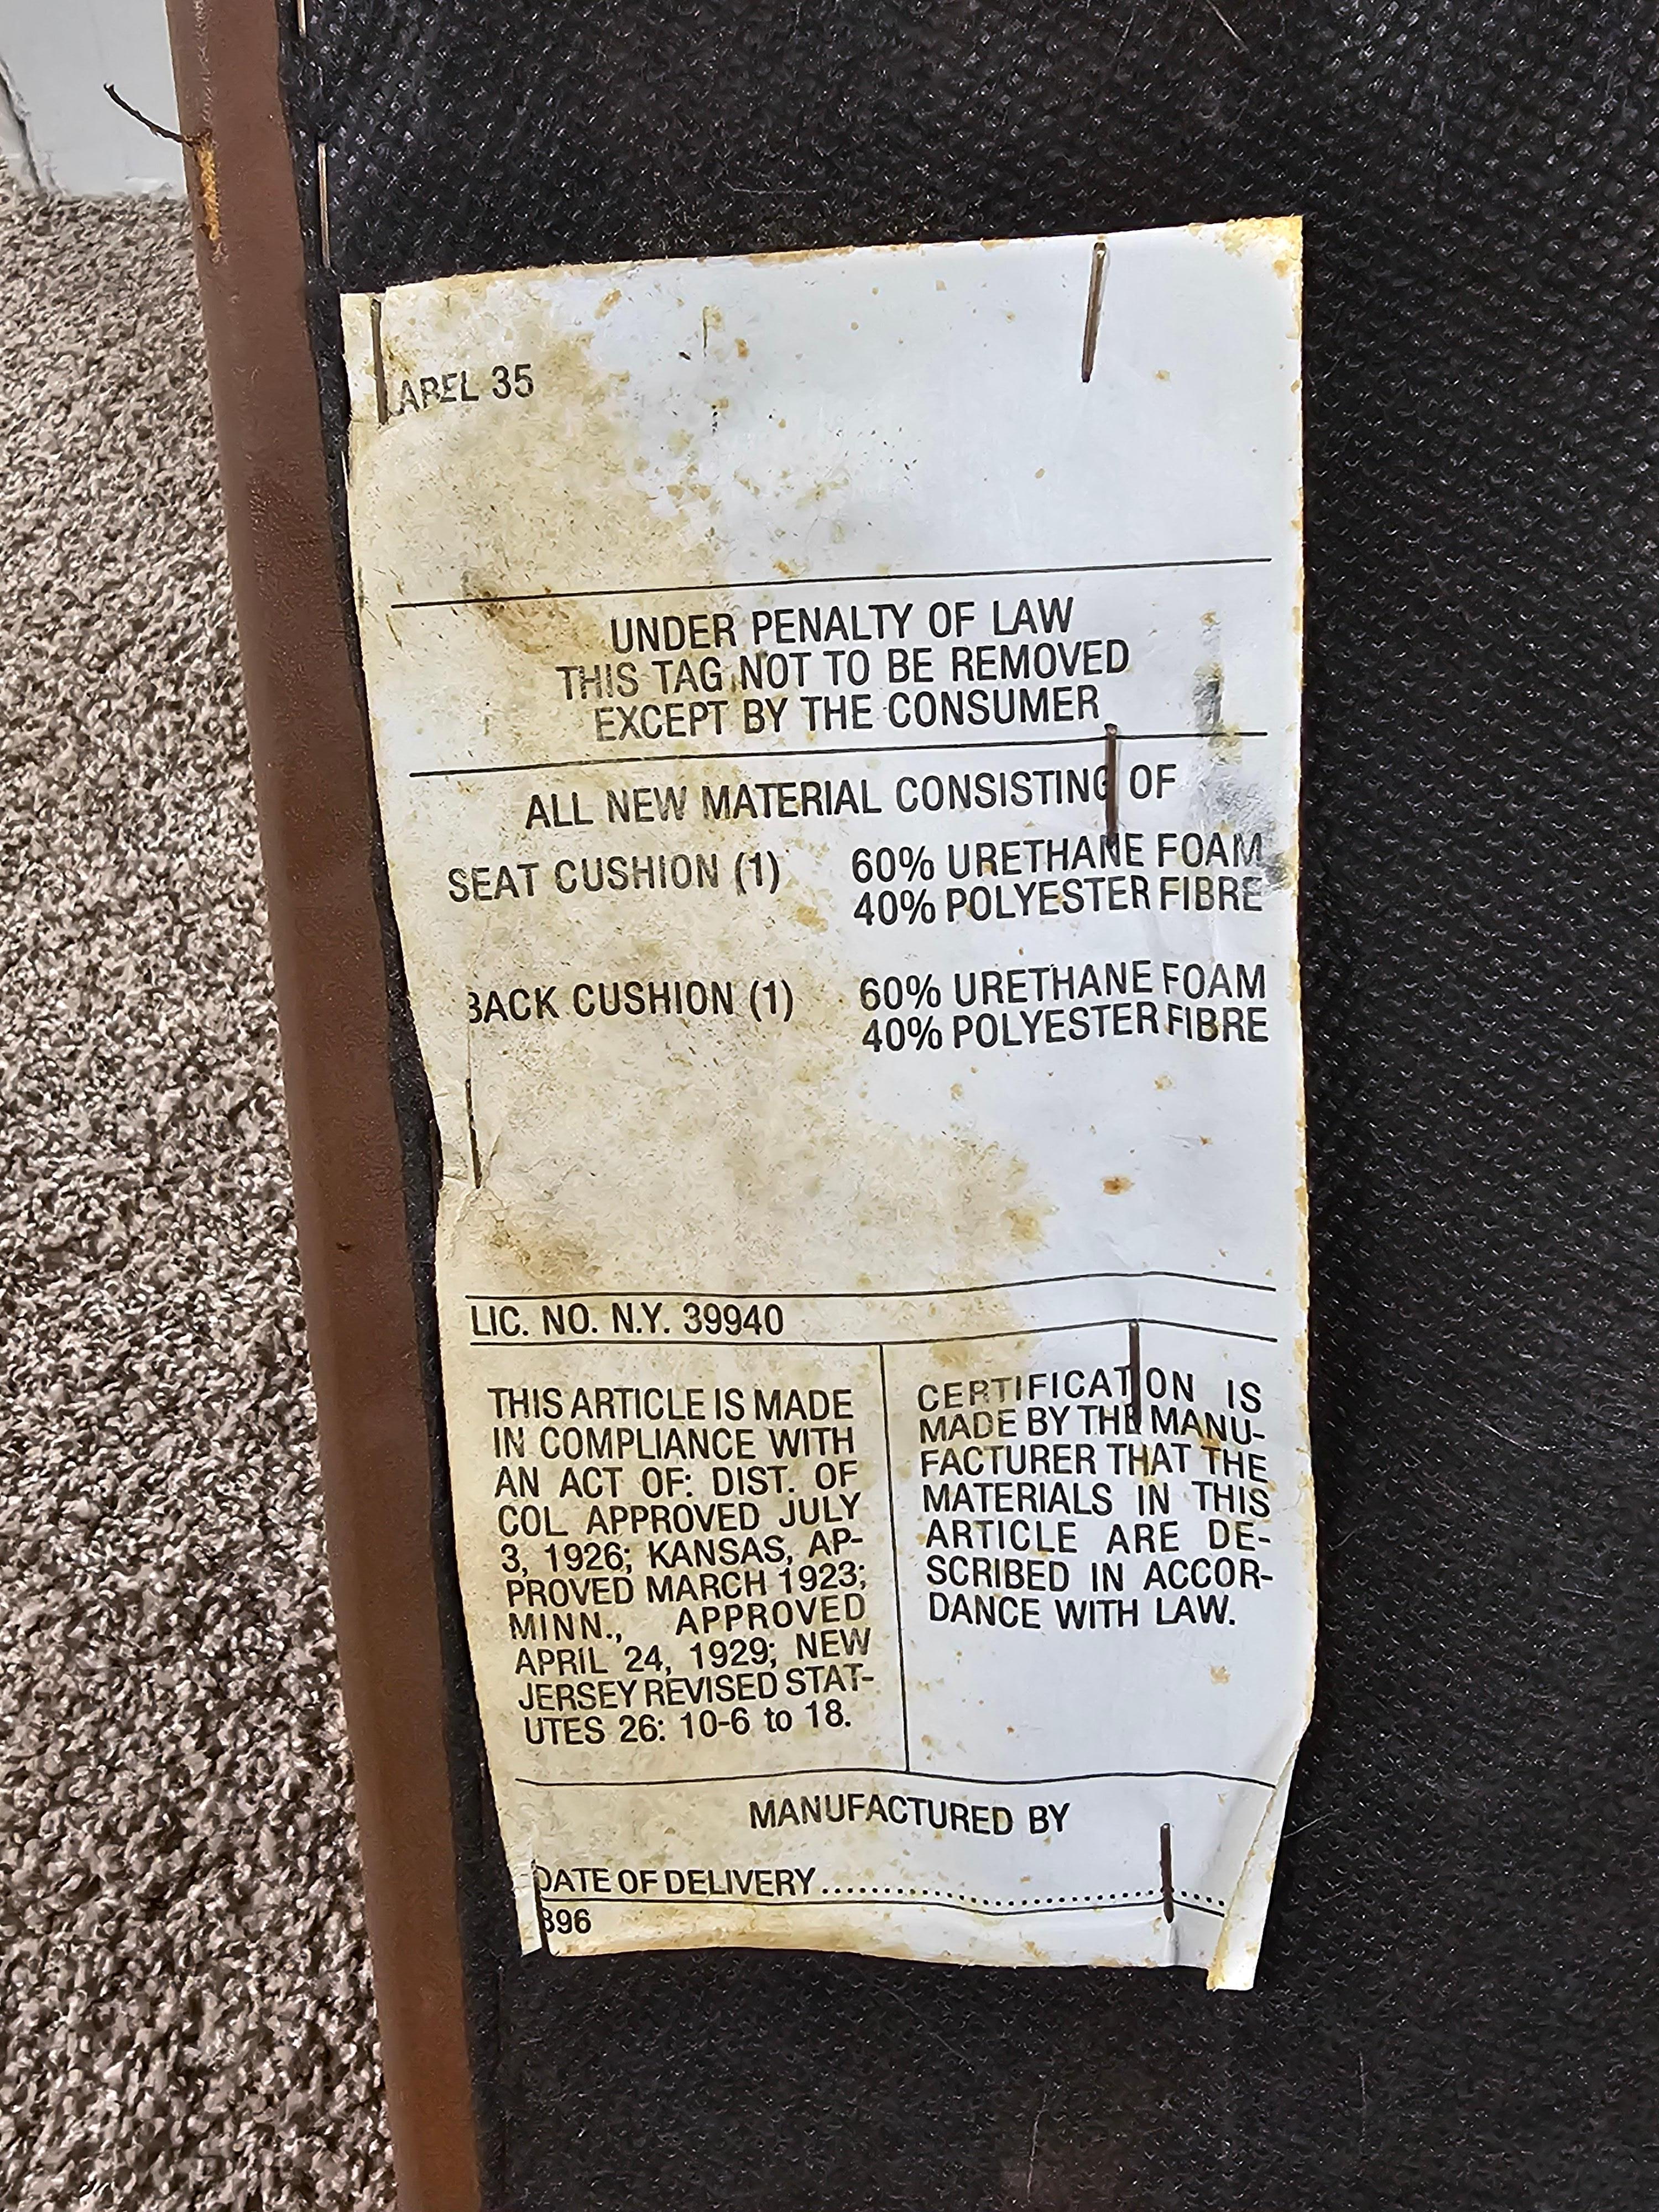 LABEL 35
UNDER PENALTY OF LAW
THIS TAG NOT TO BE REMOVED
EXCEPT BY THE CONSUMER
ALL NEW MATERIAL CONSISTING OF
SEAT CUSHION (1) 60% URETHANE FOAM
40% POLYESTER FIBRE
BACK CUSHION (1) 60% URETHANE FOAM
40% POLYESTER FIBRE
LIC. NO. N.Y. 39940
THIS ARTICLE IS MADE
IN COMPLIANCE WITH
AN ACT OF: DIST. OF
COL. APPROVED JULY
3, 1926; KANSAS, AP-
PROVED MARCH 1923;
MINN., APPROVED
APRIL 24, 1929; NEW
JERSEY REVISED STAT-
UTES 26: 10-6 to 18.
CERTIFICATION IS
MADE BY THE MANU-
FACTURER THAT THE
MATERIALS IN THIS
ARTICLE ARE DE-
SCRIBED IN ACCOR-
DANCE WITH LAW.
MANUFACTURED BY
DATE OF DELIVERY........................................